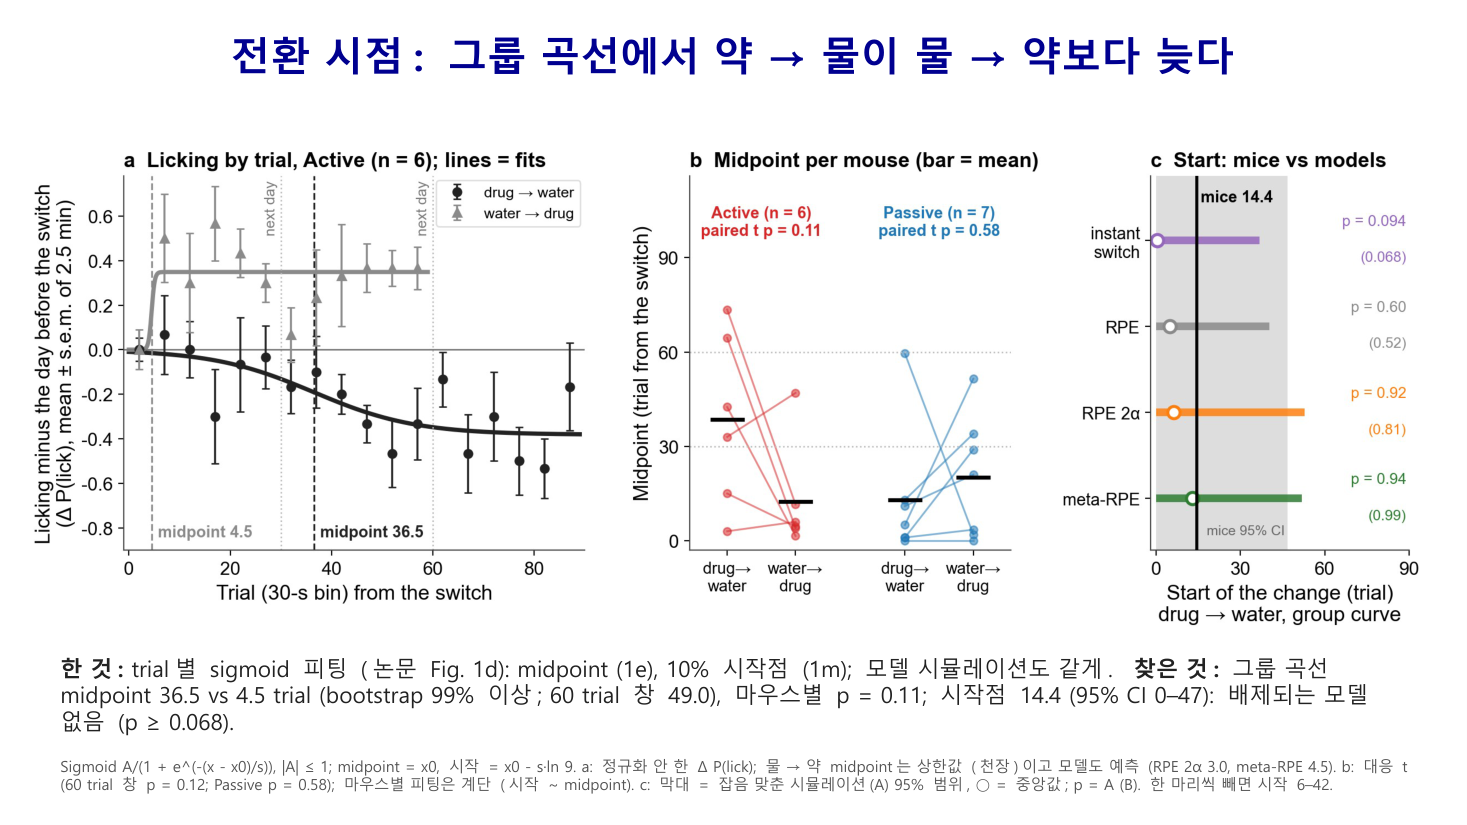 전환 시점 : 그룹 곡선에서 약 → 물이 물 → 약보다 늦다
a Licking by trial, Active (n = 6); lines = fits
Licking minus the day before the switch
(Δ P(lick), mean ± s.e.m. of 2.5 min)
0.6
0.4
0.2
0.0
-0.2
-0.4
-0.6
-0.8
next day
next day
drug → water
water → drug
midpoint 4.5
midpoint 36.5
0
20
40
60
80
Trial (30-s bin) from the switch
b Midpoint per mouse (bar = mean)
Midpoint (trial from the switch)
90
60
30
0
Active (n = 6)
paired t p = 0.11
Passive (n = 7)
paired t p = 0.58
drug→
water
water→
drug
drug→
water
water→
drug
c Start: mice vs models
mice 14.4
instant
switch
p = 0.094
(0.068)
RPE
p = 0.60
(0.52)
RPE 2α
p = 0.92
(0.81)
meta-RPE
p = 0.94
(0.99)
mice 95% CI
0
30
60
90
Start of the change (trial)
drug → water, group curve
한 것 : trial 별 sigmoid 피팅 ( 논문 Fig. 1d): midpoint (1e), 10% 시작점 (1m); 모델 시뮬레이션도 같게 . 찾은 것 : 그룹 곡선
midpoint 36.5 vs 4.5 trial (bootstrap 99% 이상 ; 60 trial 창 49.0), 마우스별 p = 0.11; 시작점 14.4 (95% CI 0–47): 배제되는 모델
없음 (p ≥ 0.068).
Sigmoid A/(1 + e^(-(x - x0)/s)), |A| ≤ 1; midpoint = x0, 시작 = x0 - s·ln 9. a: 정규화 안 한 Δ P(lick); 물 → 약 midpoint 는 상한값 ( 천장 ) 이고 모델도 예측 (RPE 2α 3.0, meta-RPE 4.5). b: 대응 t
(60 trial 창 p = 0.12; Passive p = 0.58); 마우스별 피팅은 계단 ( 시작 ~ midpoint). c: 막대 = 잡음 맞춘 시뮬레이션 (A) 95% 범위 , ○ = 중앙값 ; p = A (B). 한 마리씩 빼면 시작 6–42.